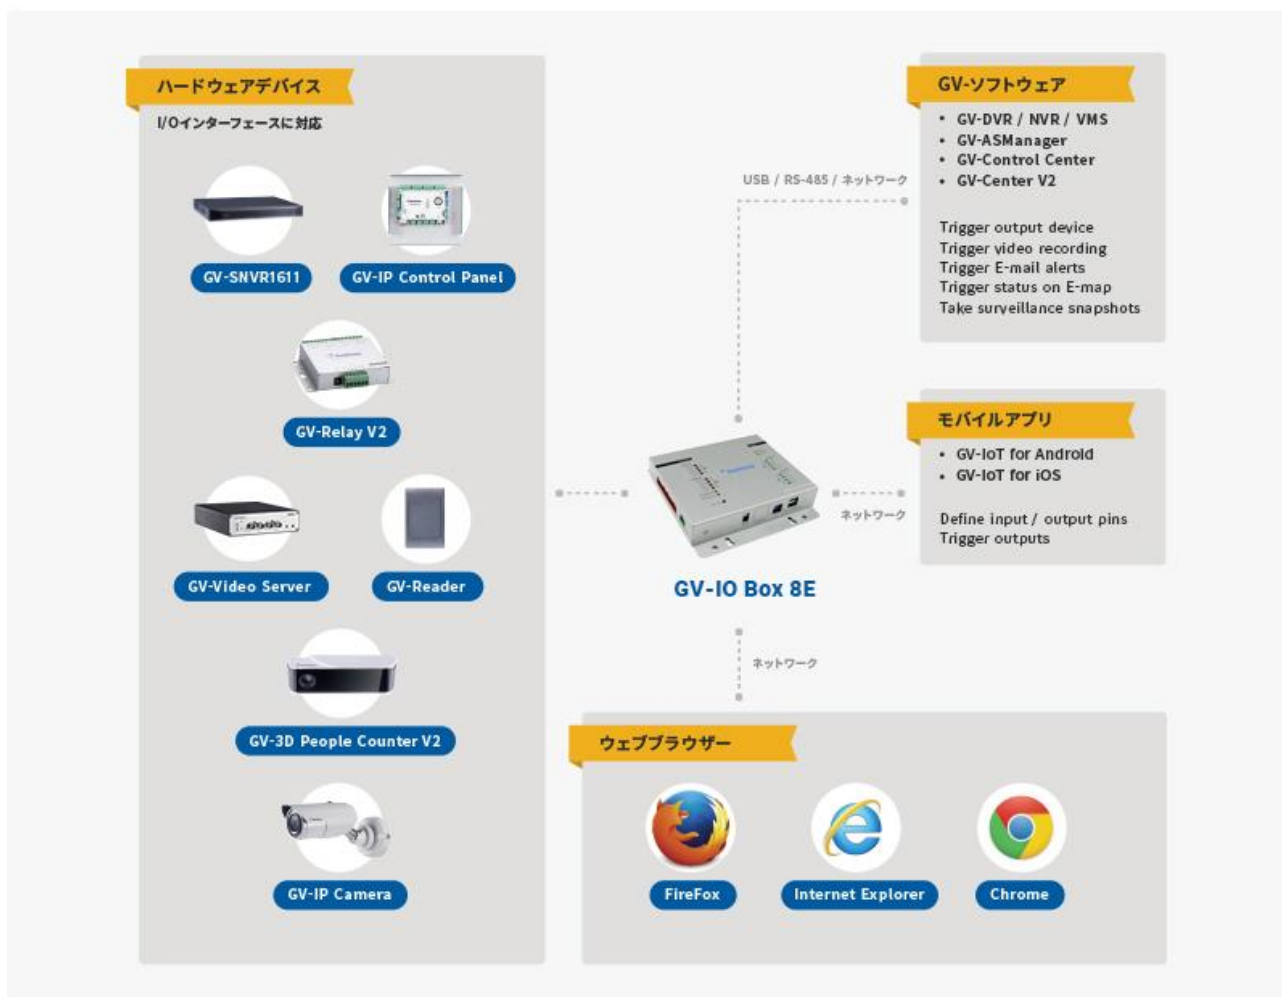 ハードウェアデバイス
I/Oインターフェースに対応
GV-SNVR1611
GV-IP Control Panel
GV-Relay V2
GV-Video Server
GV-Reader
GV-3D People Counter V2
GV-IP Camera
USB / RS-485 / ネットワーク
GV-IO Box 8E
ネットワーク
ネットワーク
GV-ソフトウェア
• GV-DVR / NVR / VMS
• GV-ASManager
• GV-Control Center
• GV-Center V2
Trigger output device
Trigger video recording
Trigger E-mail alerts
Trigger status on E-map
Take surveillance snapshots
モバイルアプリ
• GV-IoT for Android
• GV-IoT for iOS
Define input / output pins
Trigger outputs
ウェブブラウザー
FireFox
Internet Explorer
Chrome